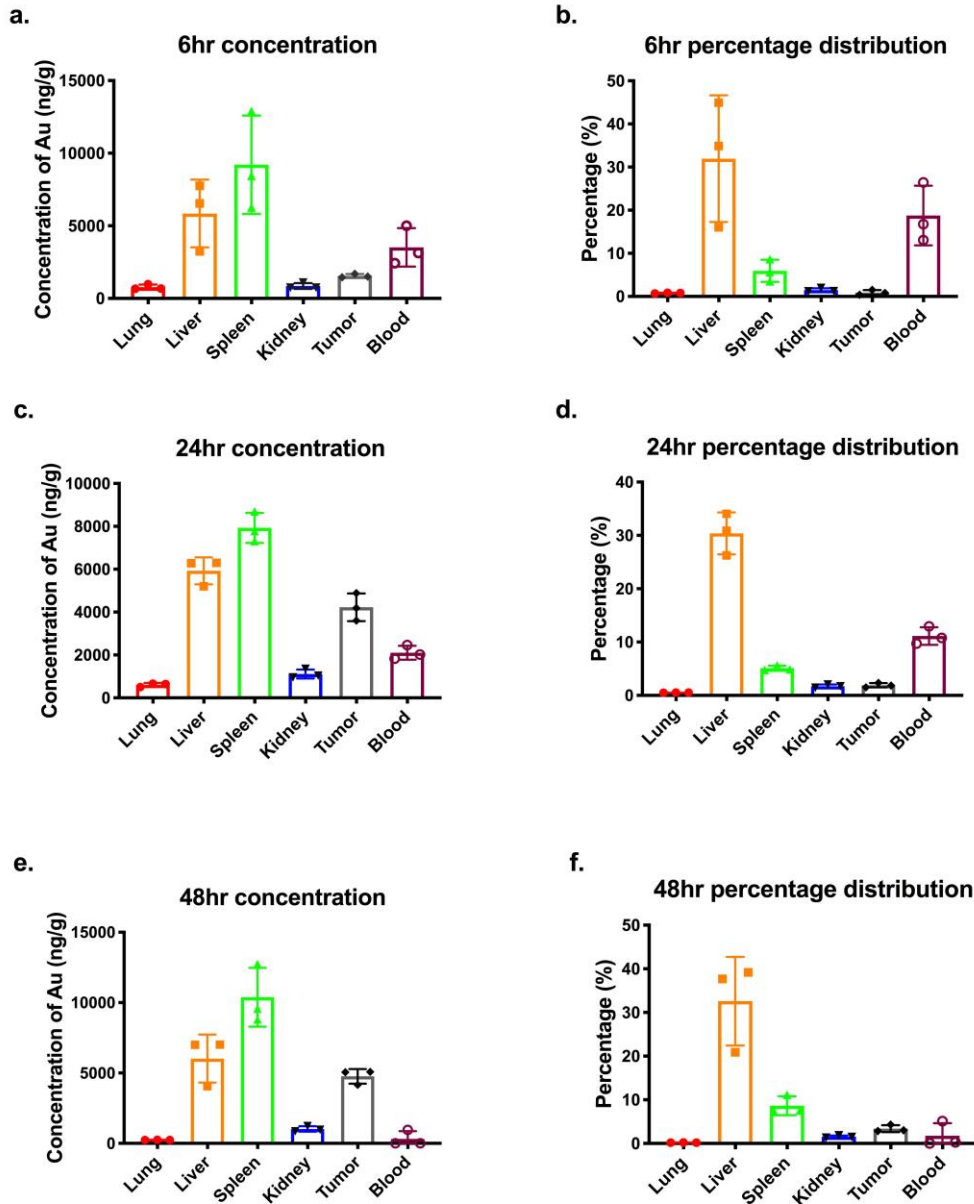 a.
6hr concentration
Concentration of Au (ng/g)
15000
10000
5000
0
Lung
Liver
Spleen
Kidney
Tumor
Blood
b.
6hr percentage distribution
Percentage (%)
50
40
30
20
10
0
Lung
Liver
Spleen
Kidney
Tumor
Blood
c.
24hr concentration
Concentration of Au (ng/g)
10000
8000
6000
4000
2000
0
Lung
Liver
Spleen
Kidney
Tumor
Blood
d.
24hr percentage distribution
Percentage (%)
40
30
20
10
0
Lung
Liver
Spleen
Kidney
Tumor
Blood
e.
48hr concentration
Concentration of Au (ng/g)
15000
10000
5000
0
Lung
Liver
Spleen
Kidney
Tumor
Blood
f.
48hr percentage distribution
Percentage (%)
50
40
30
20
10
0
Lung
Liver
Spleen
Kidney
Tumor
Blood